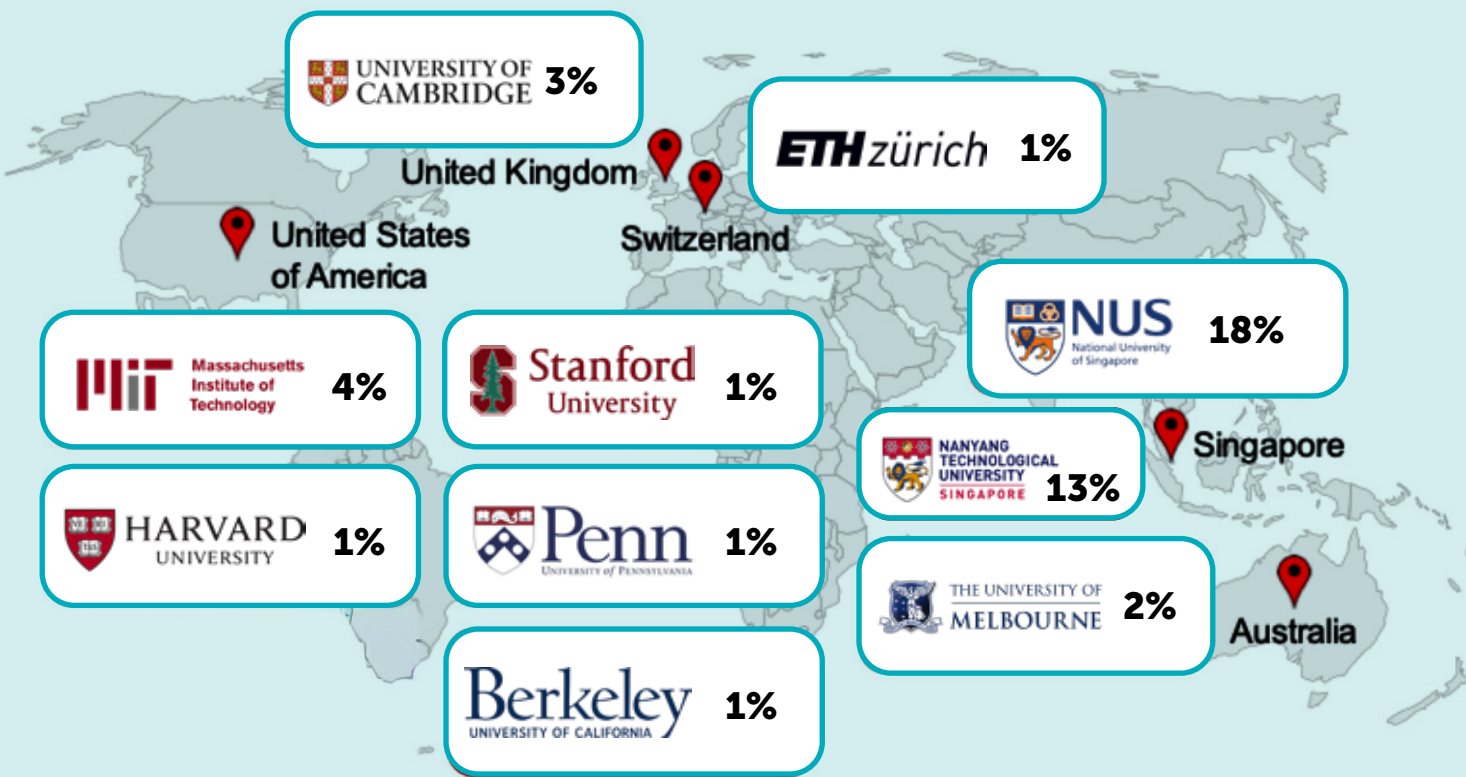 UNIVERSITY OF
CAMBRIDGE
3%
ETH zürich
1%
United Kingdom
Switzerland
United States
of America
NUS
National University
of Singapore
18%
Massachusetts
Institute of
Technology
4%
Stanford
University
1%
NANYANG
TECHNOLOGICAL
UNIVERSITY
SINGAPORE
13%
Singapore
HARVARD
UNIVERSITY
1%
Penn
UNIVERSITY of PENNSYLVANIA
1%
THE UNIVERSITY OF
MELBOURNE
2%
Australia
Berkeley
UNIVERSITY OF CALIFORNIA
1%